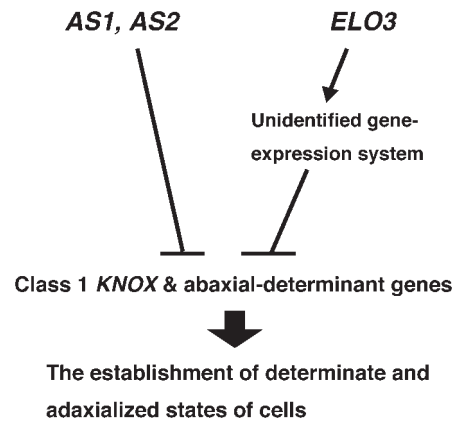 AS1, AS2
ELO3
Unidentified gene-
expression system
Class 1 KNOX & abaxial-determinant genes
The establishment of determinate and
adaxialized states of cells